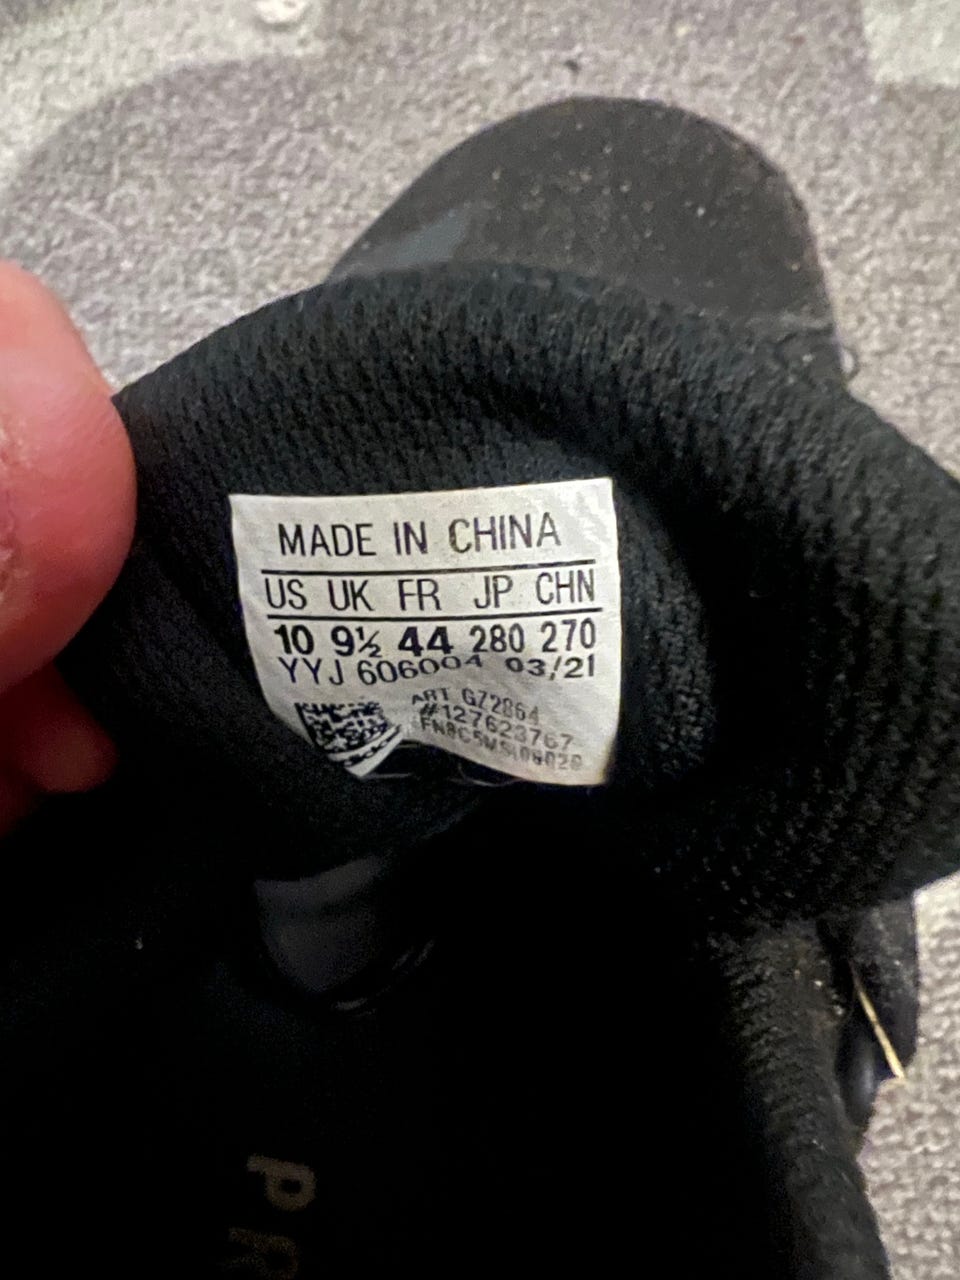 MADE IN CHINA
US UK FR JP CHN
10 9½ 44 280 270
YYJ 606004 03/21
ART GZ2864
#127623767
PR